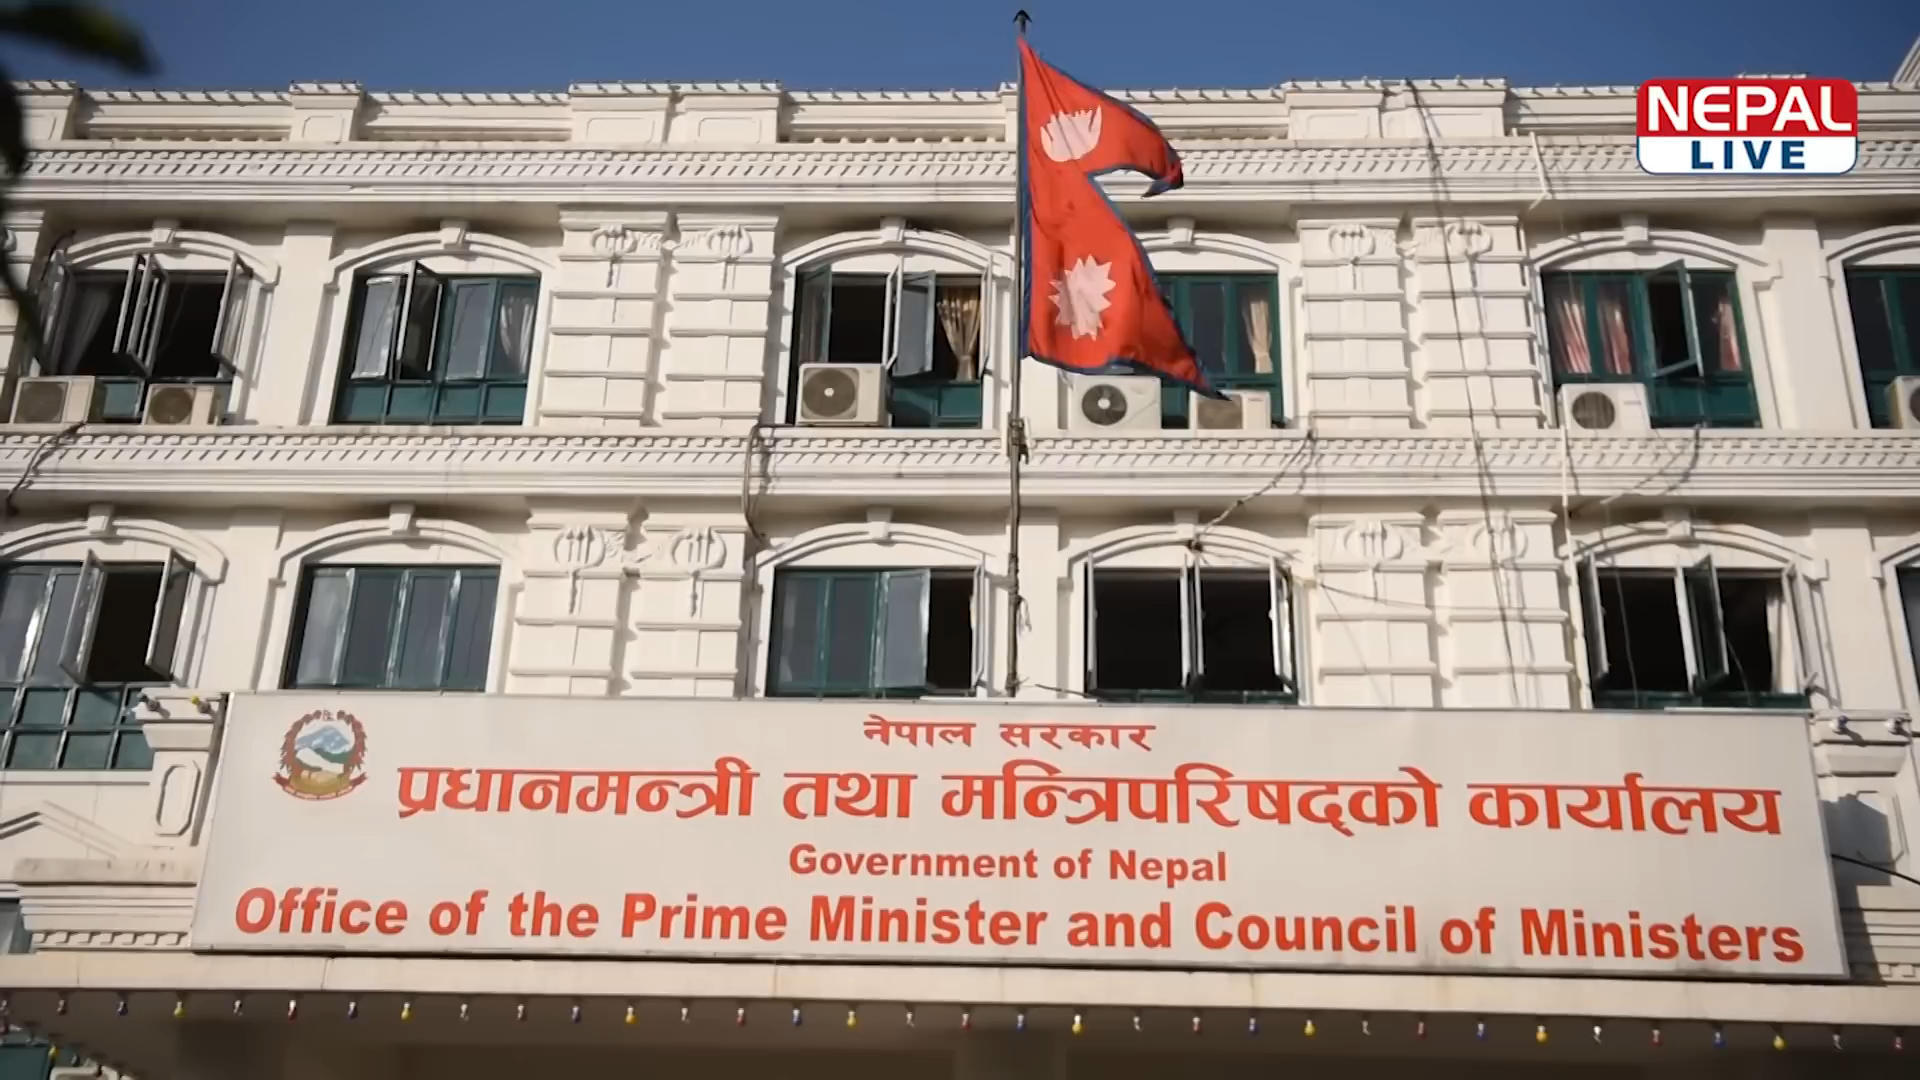 NEPAL
LIVE
नेपाल सरकार
प्रधानमन्त्री तथा मन्त्रिपरिषद्को कार्यालय
Government of Nepal
Office of the Prime Minister and Council of Ministers